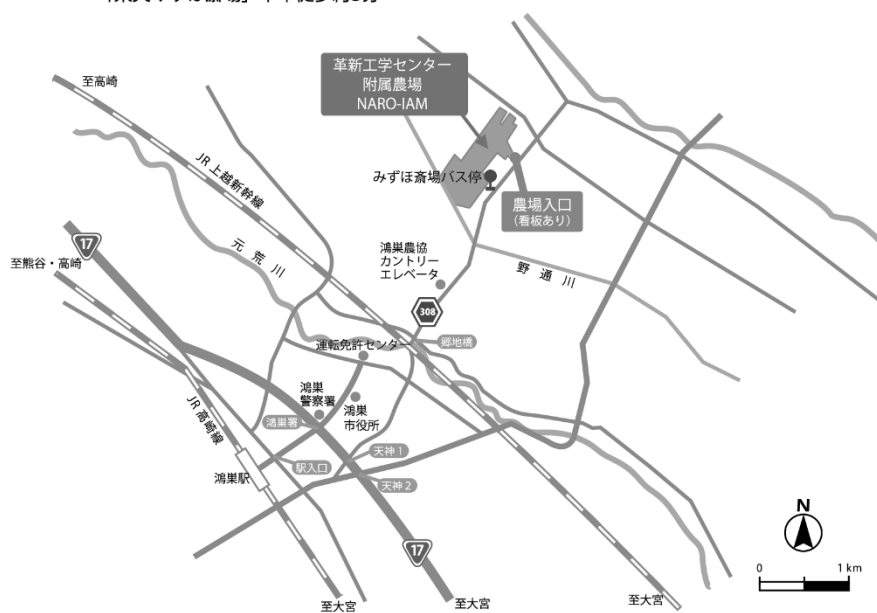 革新工学センター
附属農場
NARO-IAM
至高崎
JR 上越新幹線
みずほ斎場バス停
農場入口
(看板あり)
17
至熊谷・高崎
元荒川
鴻巣農協
カントリー
エレベータ
野通川
308
郷地橋
運転免許センター
鴻巣
警察署
鴻巣
市役所
鴻巣署
JR 高崎線
天神1
駅入口
鴻巣駅
天神2
N
17
0 1 km
至大宮
至大宮
至大宮